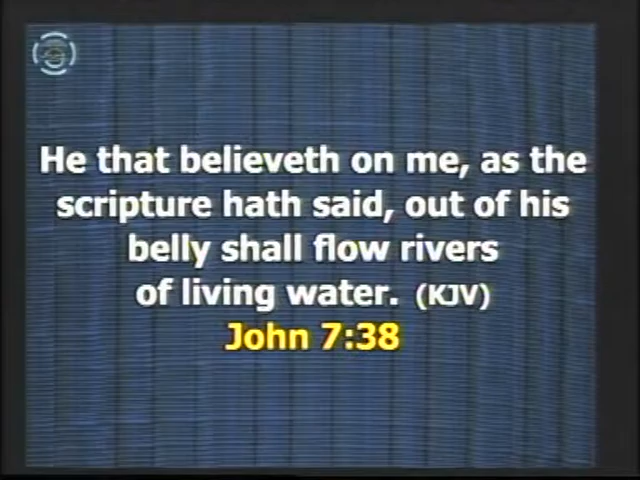 He that believeth on me, as the
scripture hath said, out of his
belly shall flow rivers
of living water. (KJV)
John 7:38